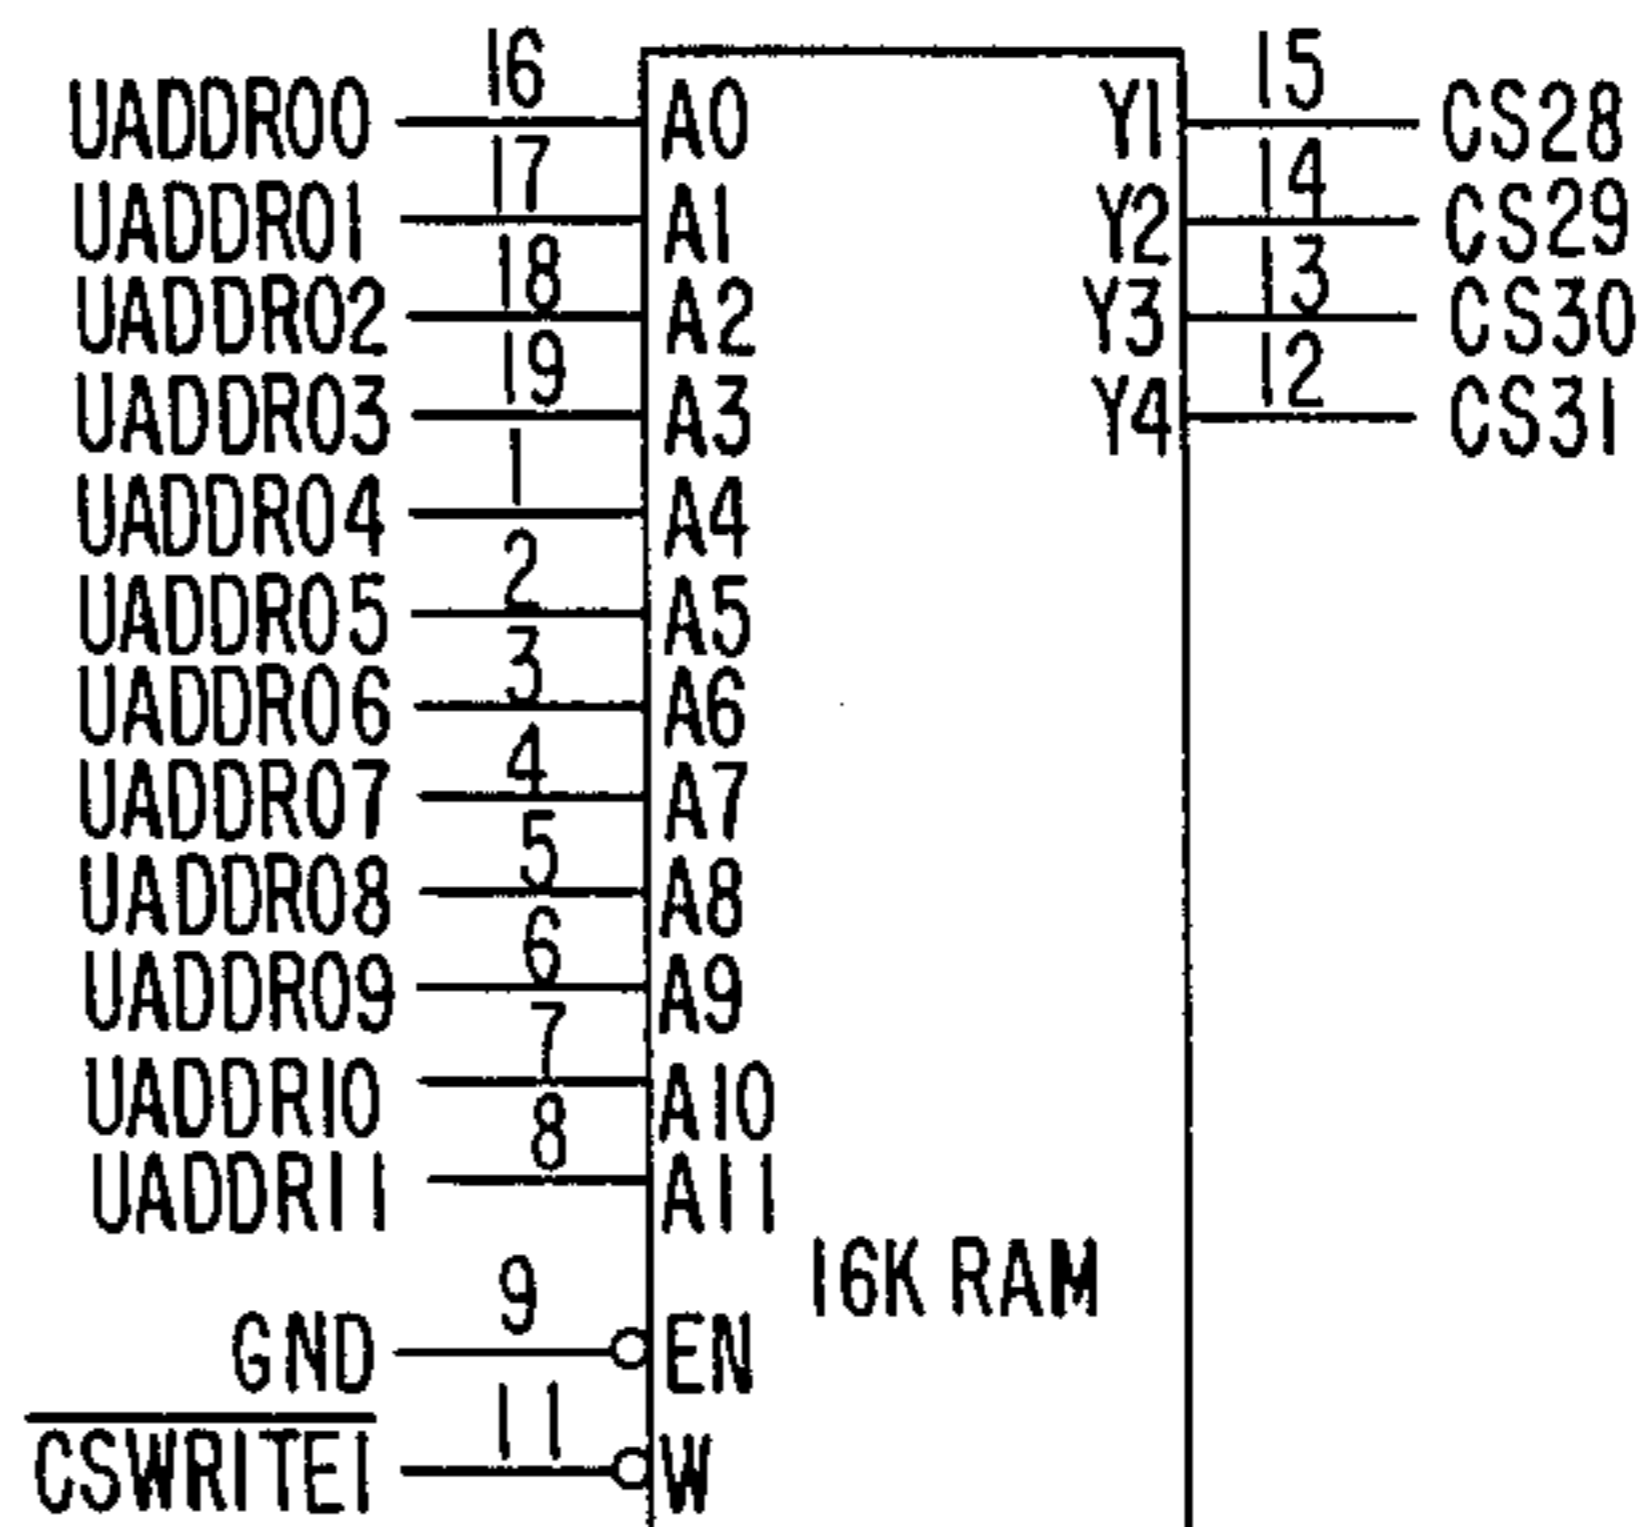 UADDR00 16 A0 Y1 15 CS28
UADDR01 17 A1 Y2 14 CS29
UADDR02 18 A2 Y3 13 CS30
UADDR03 19 A3 Y4 12 CS31
UADDR04 1 A4
UADDR05 2 A5
UADDR06 3 A6
UADDR07 4 A7
UADDR08 5 A8
UADDR09 6 A9
UADDR10 7 A10
UADDR11 8 A11
16K RAM
GND 9 EN
CSWRITE1 11 W